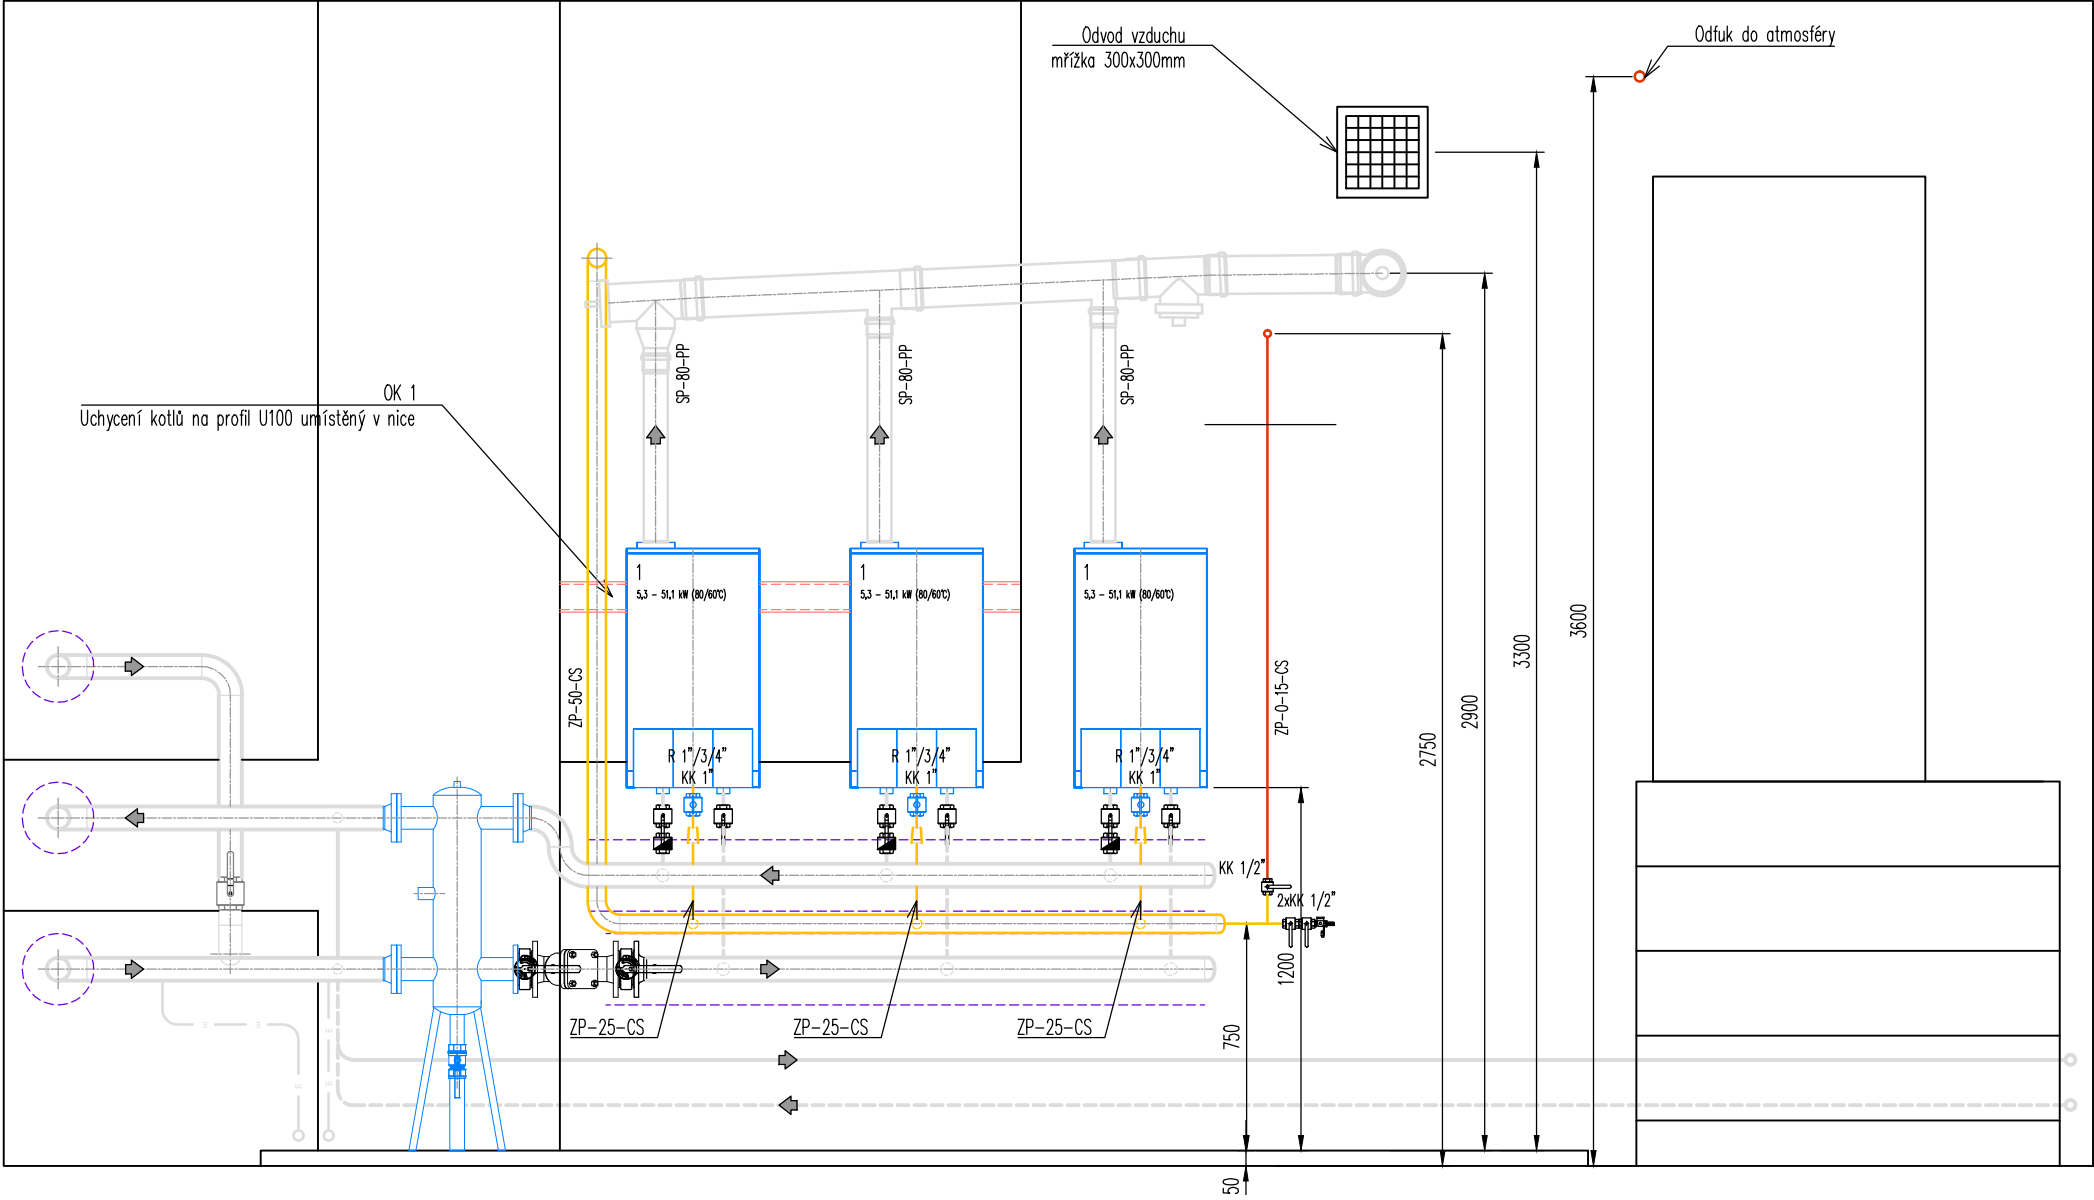 Odvod vzduchu
mřížka 300x300mm
Odfuk do atmosféry
OK 1
Uchycení kotlů na profil U100 umístěný v nice
SP-80-PP
SP-80-PP
SP-80-PP
1
5,3 - 51,1 kW (80/60°C)
1
5,3 - 51,1 kW (80/60°C)
1
5,3 - 51,1 kW (80/60°C)
ZP-50-CS
ZP-0-15-CS
2750
2900
3300
3600
R 1"/3/4"
KK 1"
R 1"/3/4"
KK 1"
R 1"/3/4"
KK 1"
KK 1/2"
2xKK 1/2"
ZP-25-CS
ZP-25-CS
ZP-25-CS
750
1200
50